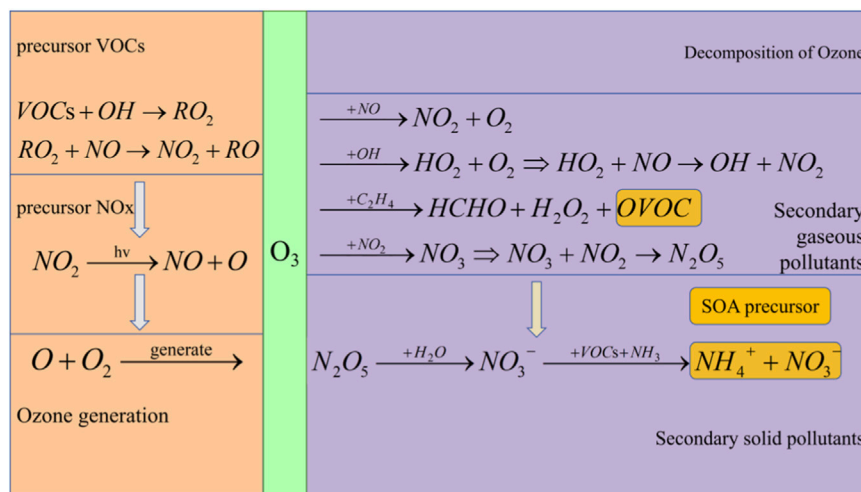 precursor VOCs
VOCs + OH → RO₂
RO₂ + NO → NO₂ + RO
precursor NOx
NO₂ —hν→ NO + O
O + O₂ —generate→
Ozone generation
O₃
Decomposition of Ozone
—+NO→ NO₂ + O₂
—+OH→ HO₂ + O₂ ⇒ HO₂ + NO → OH + NO₂
—+C₂H₄→ HCHO + H₂O₂ + OVOC
—+NO₂→ NO₃ ⇒ NO₃ + NO₂ → N₂O₅
Secondary
gaseous
pollutants
SOA precursor
N₂O₅ —+H₂O→ NO₃⁻ —+VOCs+NH₃→ NH₄⁺ + NO₃⁻
Secondary solid pollutants